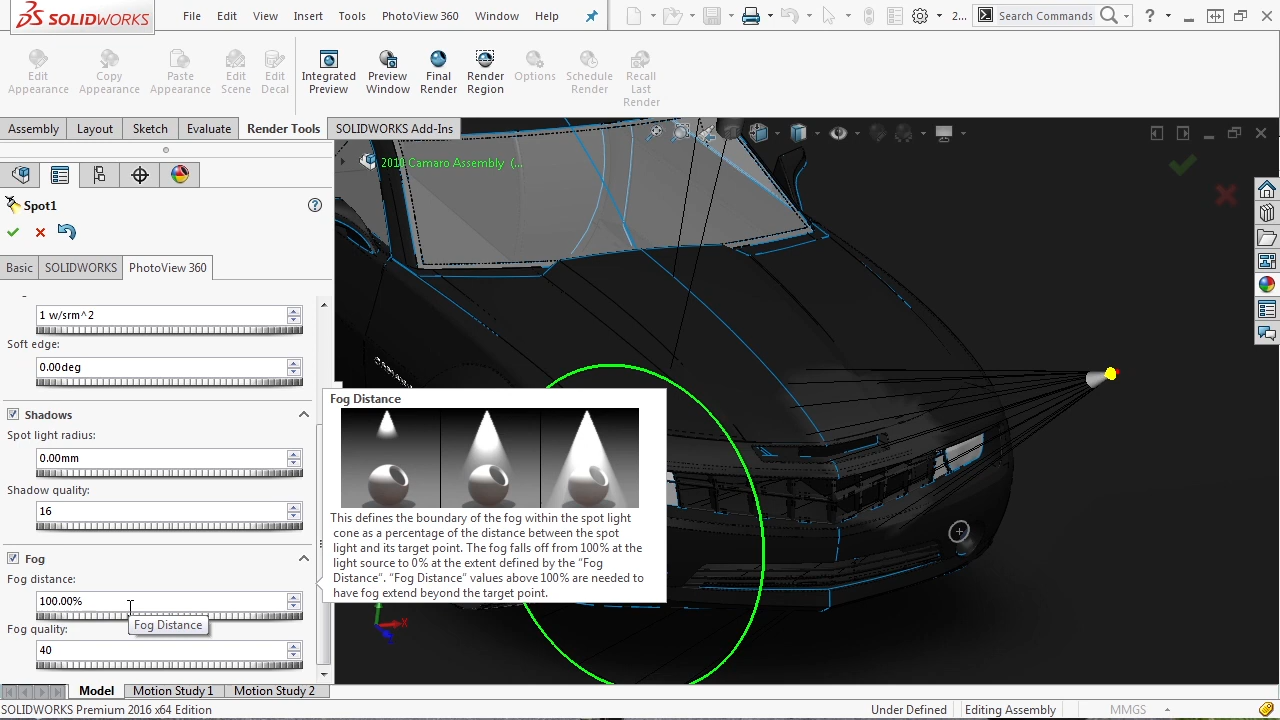 SOLIDWORKS
File Edit View Insert Tools PhotoView 360 Window Help
2... Search Commands ?
Edit Appearance
Copy Appearance
Paste Appearance
Edit Scene
Edit Decal
Integrated Preview
Preview Window
Final Render
Render Region
Options
Schedule Render
Recall Last Render
Assembly Layout Sketch Evaluate Render Tools SOLIDWORKS Add-Ins
2010 Camaro Assembly (...
Spot1
Basic SOLIDWORKS PhotoView 360
1 w/srm^2
Soft edge:
0.00deg
Shadows
Spot light radius:
0.00mm
Shadow quality:
16
Fog
Fog distance:
100.00%
Fog Distance
Fog quality:
40
Fog Distance
This defines the boundary of the fog within the spot light
cone as a percentage of the distance between the spot
light and its target point. The fog falls off from 100% at the
light source to 0% at the extent defined by the "Fog
Distance". "Fog Distance" values above 100% are needed to
have fog extend beyond the target point.
X
Model Motion Study 1 Motion Study 2
SOLIDWORKS Premium 2016 x64 Edition Under Defined Editing Assembly MMGS